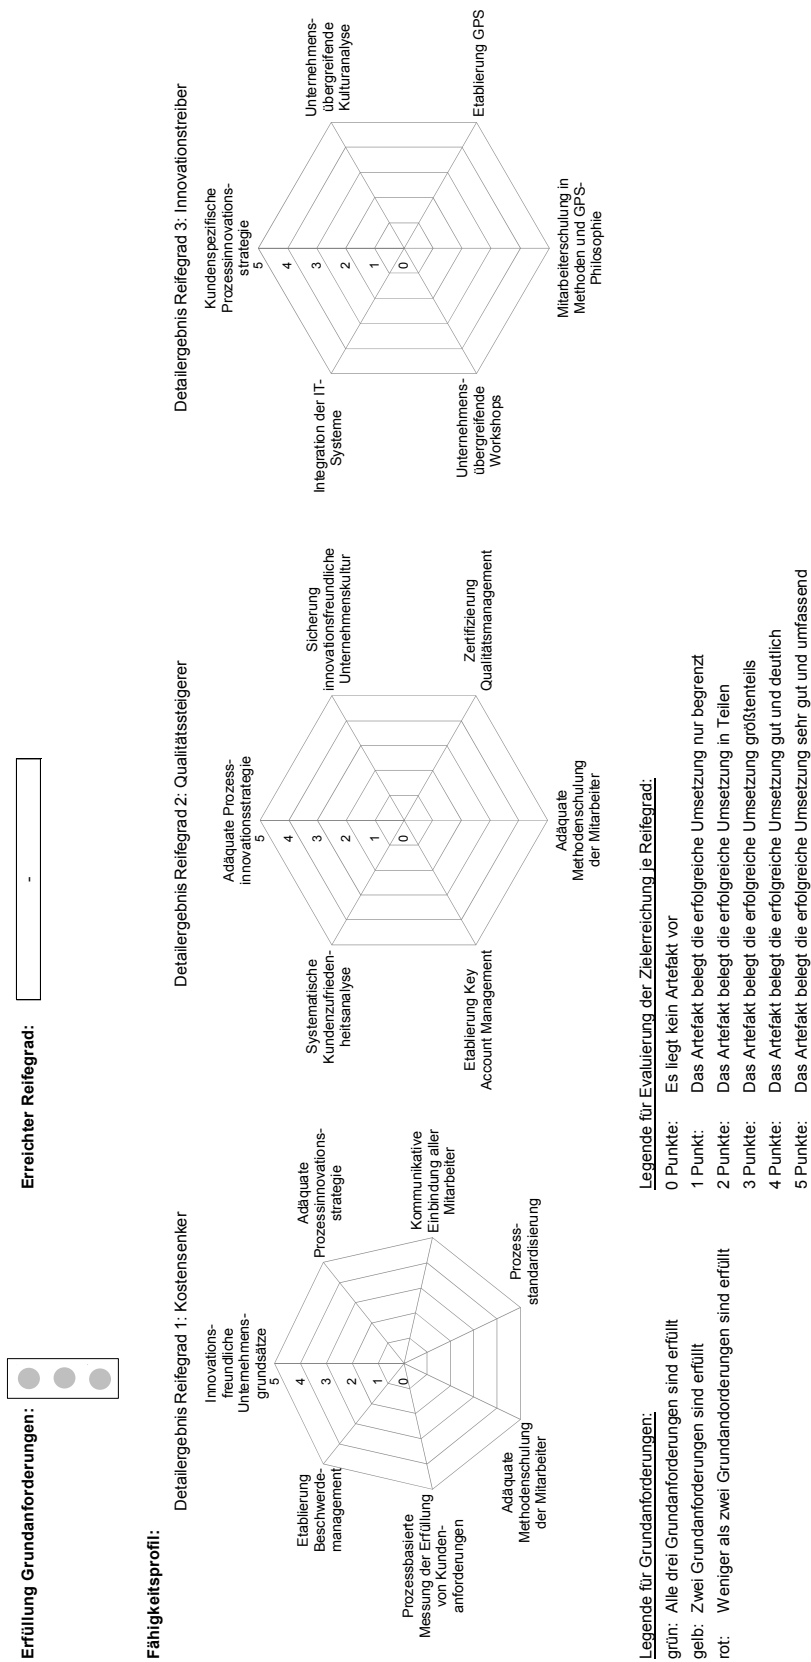 Erfüllung Grundanforderungen:
Erreichter Reifegrad:
-
Fähigkeitsprofil:
Detailergebnis Reifegrad 1: Kostensenker
Innovations-
freundliche
Unternehmens-
grundsätze
5
4
3
2
1
0
Adäquate
Prozessinnovations-
strategie
Kommunikative
Einbindung aller
Mitarbeiter
Prozess-
standardisierung
Adäquate
Methodenschulung
der Mitarbeiter
Prozessbasierte
Messung der Erfüllung
von Kunden-
anforderungen
Etablierung
Beschwerde-
management
Detailergebnis Reifegrad 2: Qualitätssteigerer
Adäquate Prozess-
innovationsstrategie
5
4
3
2
1
0
Sicherung
innovationsfreundliche
Unternehmenskultur
Zertifizierung
Qualitätsmanagement
Adäquate
Methodenschulung
der Mitarbeiter
Etablierung Key
Account Management
Systematische
Kundenzufrieden-
heitsanalyse
Detailergebnis Reifegrad 3: Innovationstreiber
Kundenspezifische
Prozessinnovations-
strategie
5
4
3
2
1
0
Unternehmens-
übergreifende
Kulturanalyse
Etablierung GPS
Mitarbeiterschulung in
Methoden und GPS-
Philosophie
Unternehmens-
übergreifende
Workshops
Integration der IT-
Systeme
Legende für Grundanforderungen:
grün: Alle drei Grundanforderungen sind erfüllt
gelb: Zwei Grundanforderungen sind erfüllt
rot: Weniger als zwei Grundandorderungen sind erfüllt
Legende für Evaluierung der Zielerreichung je Reifegrad:
0 Punkte: Es liegt kein Artefakt vor
1 Punkt: Das Artefakt belegt die erfolgreiche Umsetzung nur begrenzt
2 Punkte: Das Artefakt belegt die erfolgreiche Umsetzung in Teilen
3 Punkte: Das Artefakt belegt die erfolgreiche Umsetzung größtenteils
4 Punkte: Das Artefakt belegt die erfolgreiche Umsetzung gut und deutlich
5 Punkte: Das Artefakt belegt die erfolgreiche Umsetzung sehr gut und umfassend